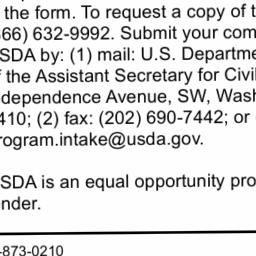 the form. To request a copy of t
66) 632-9992. Submit your com
SDA by: (1) mail: U.S. Departme
f the Assistant Secretary for Civil
dependence Avenue, SW, Wash
410; (2) fax: (202) 690-7442; or (
rogram.intake@usda.gov.
SDA is an equal opportunity pro
nder.
-873-0210